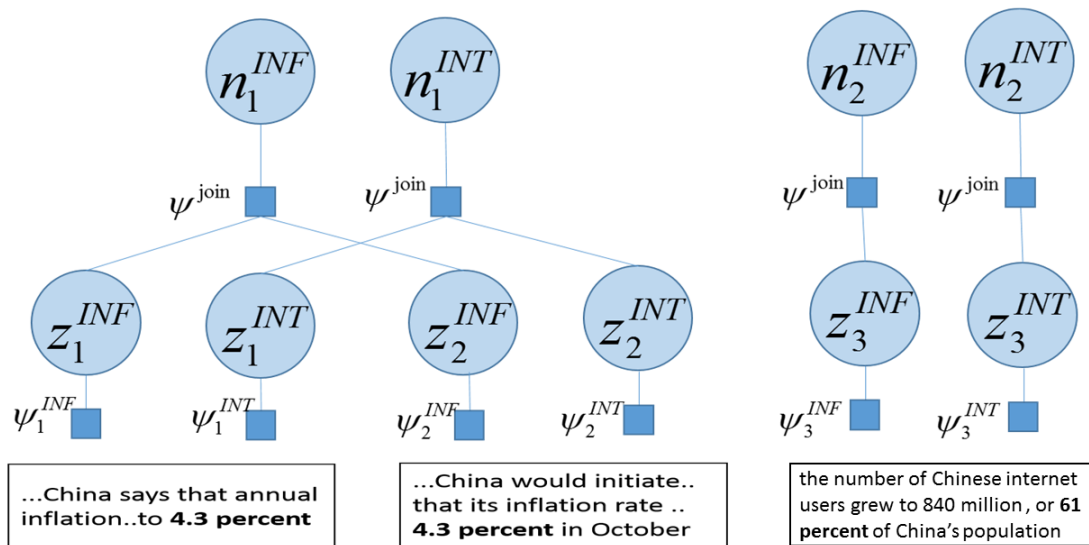 n₁^INF n₁^INT n₂^INF n₂^INT
ψ^join ψ^join ψ^join ψ^join
z₁^INF z₁^INT z₂^INF z₂^INT z₃^INF z₃^INT
ψ₁^INF ψ₁^INT ψ₂^INF ψ₂^INT ψ₃^INF ψ₃^INT
...China says that annual
inflation..to 4.3 percent
...China would initiate..
that its inflation rate ..
4.3 percent in October
the number of Chinese internet
users grew to 840 million , or 61
percent of China’s population